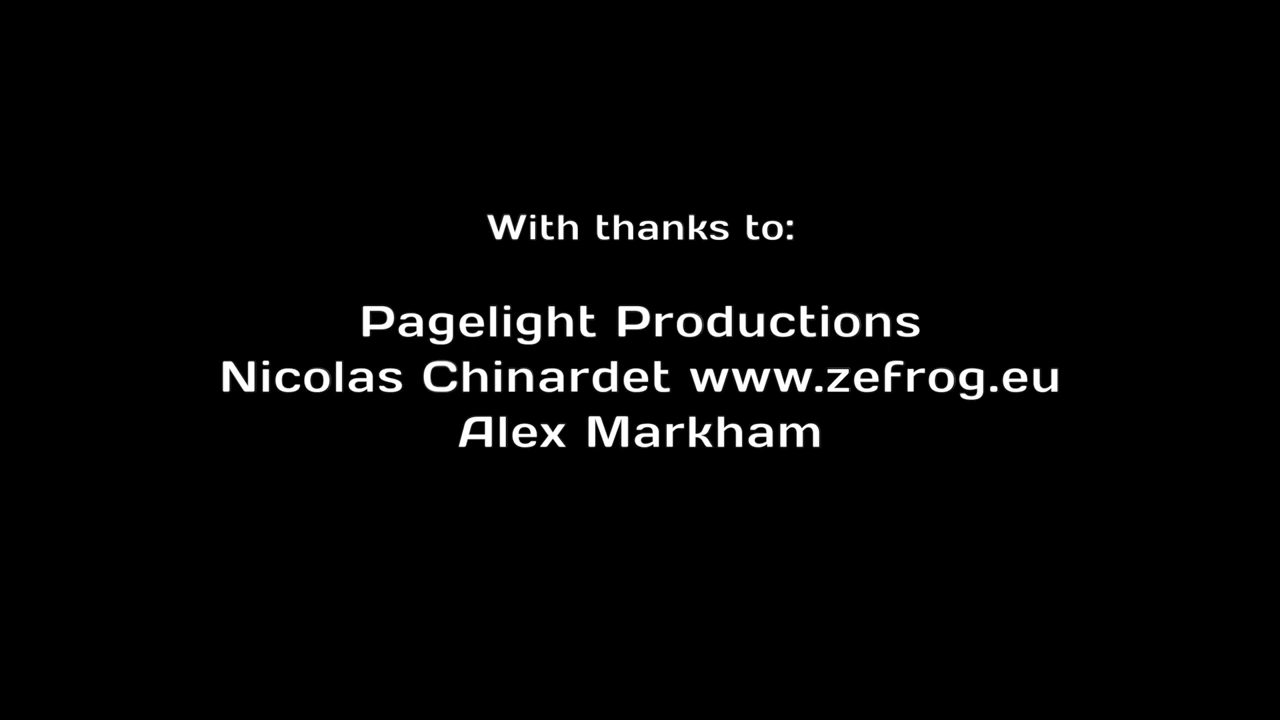 With thanks to:
Pagelight Productions
Nicolas Chinardet www.zefrog.eu
Alex Markham